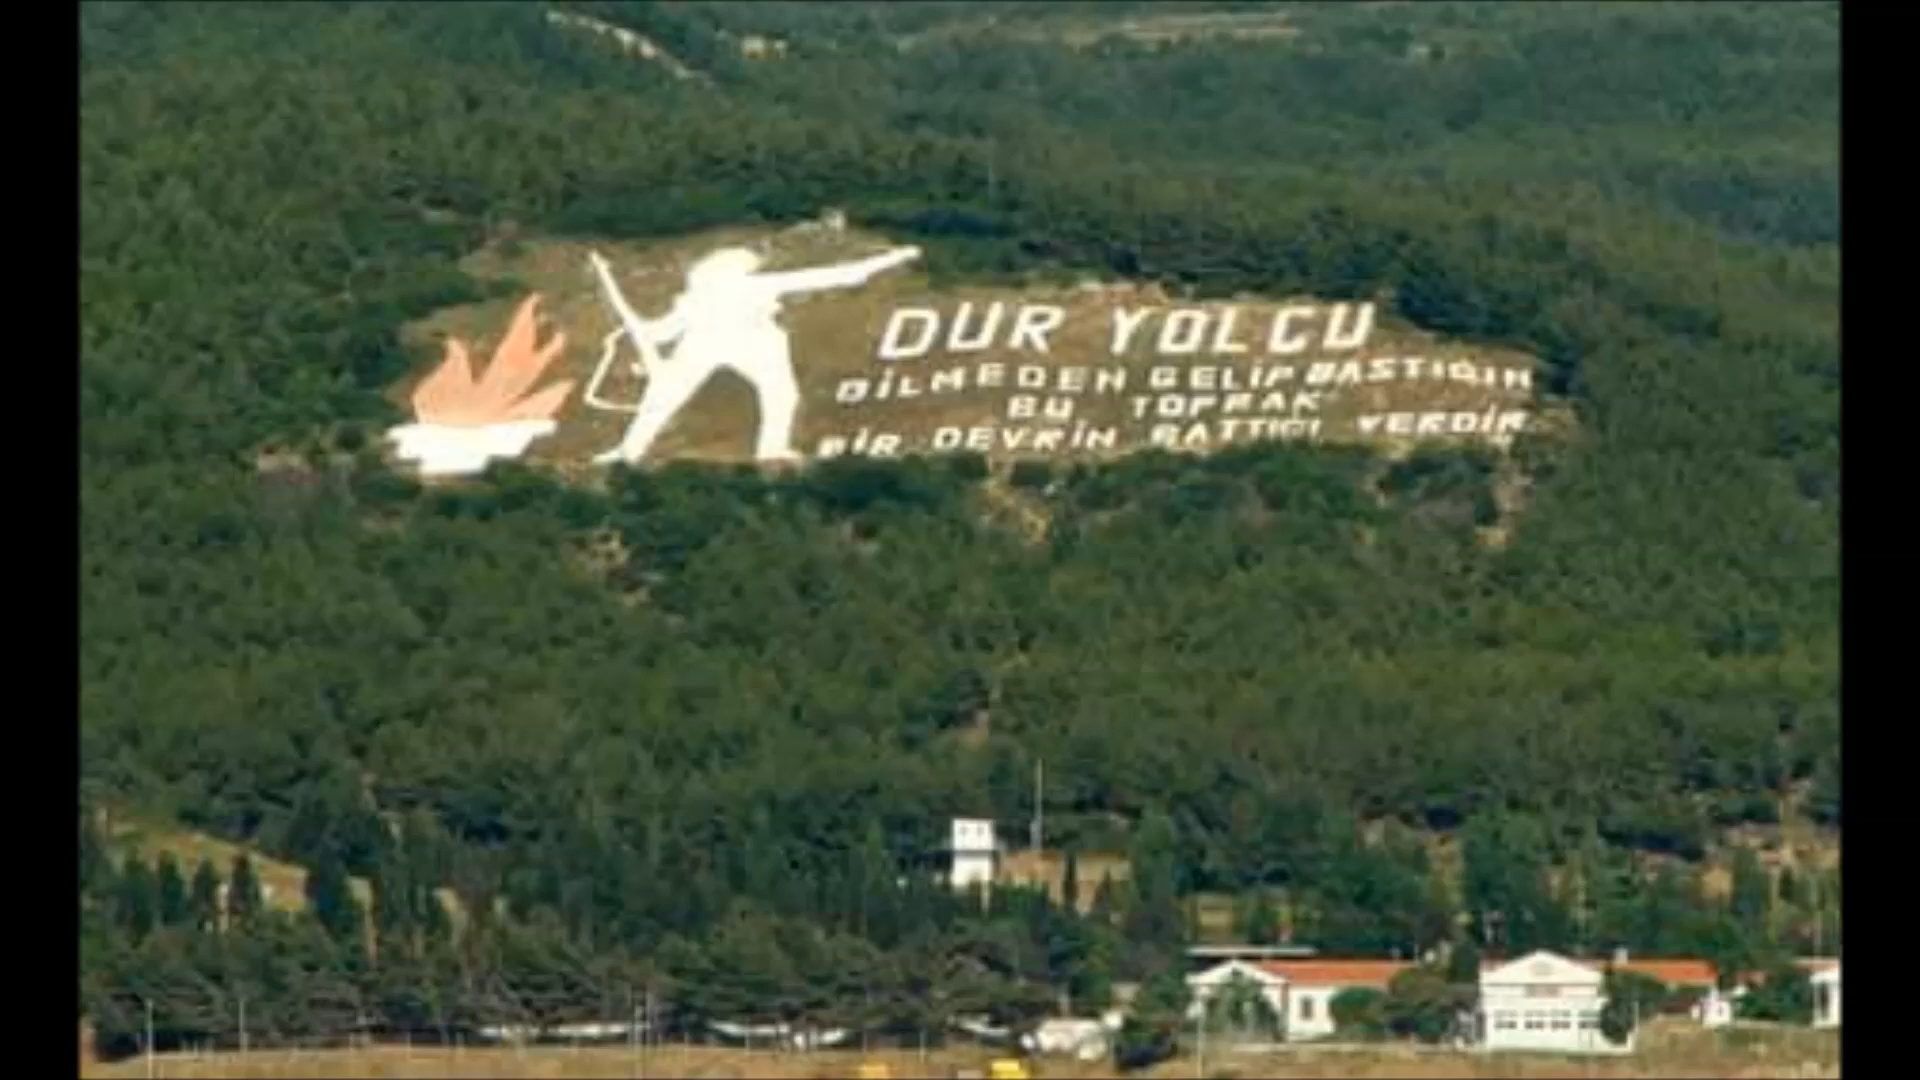 DUR YOLCU
BİLMEDEN GELİP BASTIĞIN
BU TOPRAK
BİR DEVRİN BATTIĞI YERDİR